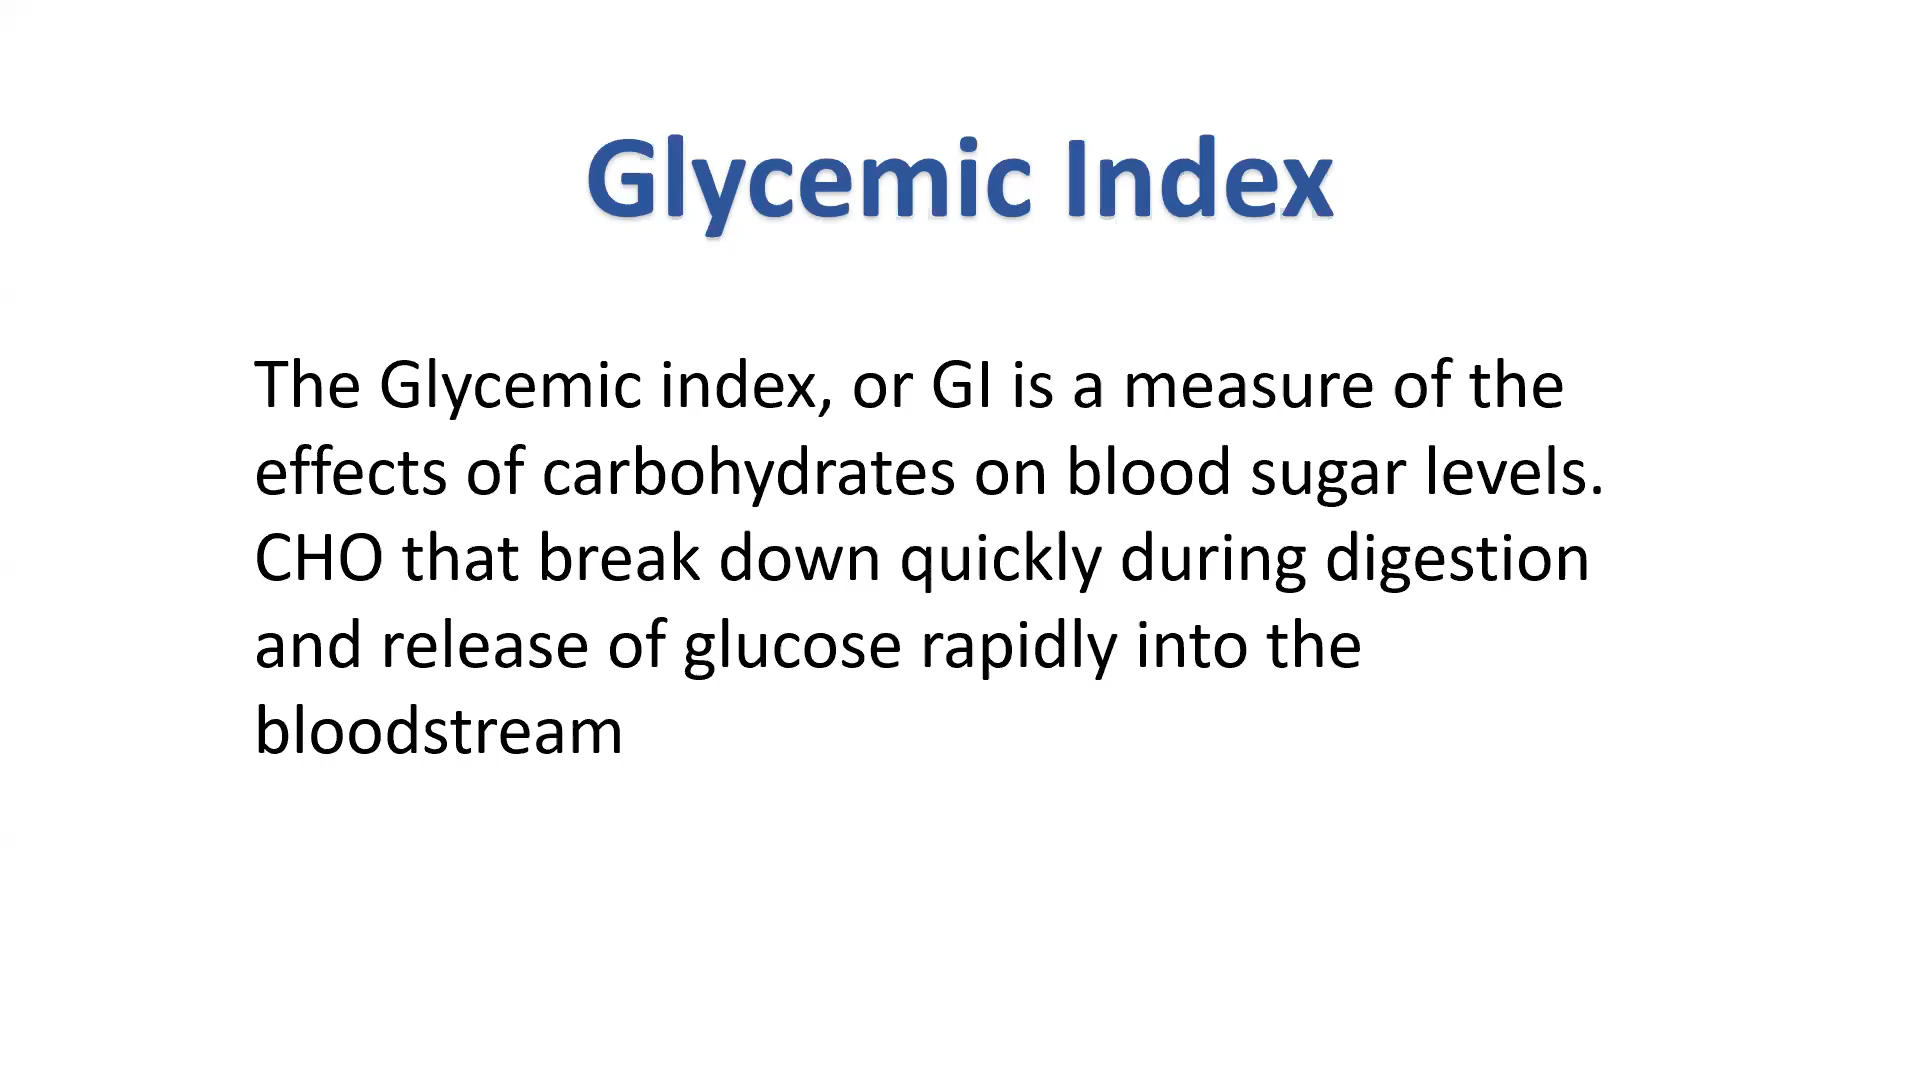 Glycemic Index
The Glycemic index, or GI is a measure of the
effects of carbohydrates on blood sugar levels.
CHO that break down quickly during digestion
and release of glucose rapidly into the
bloodstream